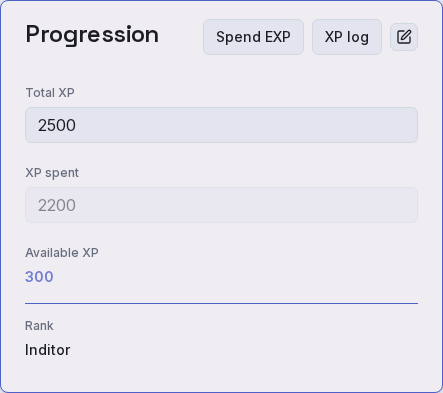 Progression
Spend EXP
XP log
Total XP
2500
XP spent
2200
Available XP
300
Rank
Inditor